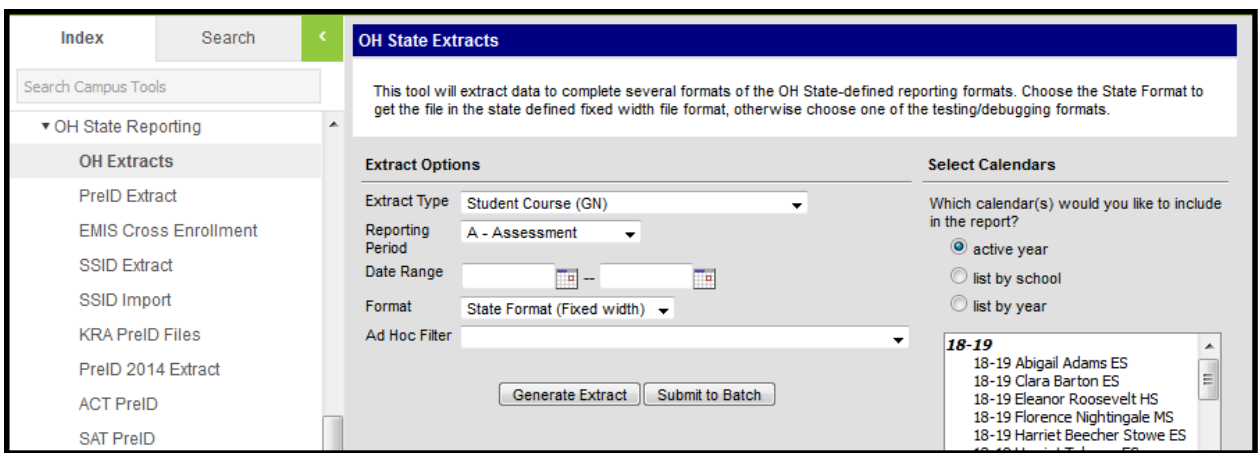 Index
Search
Search Campus Tools
OH State Reporting
OH Extracts
PreID Extract
EMIS Cross Enrollment
SSID Extract
SSID Import
KRA PreID Files
PreID 2014 Extract
ACT PreID
SAT PreID
OH State Extracts
This tool will extract data to complete several formats of the OH State-defined reporting formats. Choose the State Format to
get the file in the state defined fixed width file format, otherwise choose one of the testing/debugging formats.
Extract Options
Extract Type Student Course (GN)
Reporting
Period
A - Assessment
Date Range --
Format State Format (Fixed width)
Ad Hoc Filter
Generate Extract Submit to Batch
Select Calendars
Which calendar(s) would you like to include
in the report?
active year
list by school
list by year
18-19
18-19 Abigail Adams ES
18-19 Clara Barton ES
18-19 Eleanor Roosevelt HS
18-19 Florence Nightingale MS
18-19 Harriet Beecher Stowe ES